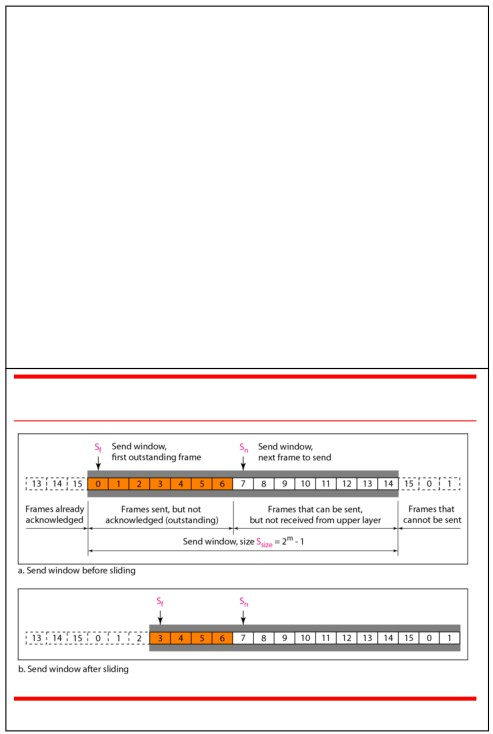 Sf Send window, Sn Send window,
first outstanding frame next frame to send
13 14 15 0 1 2 3 4 5 6 7 8 9 10 11 12 13 14 15 0 1
Frames already Frames sent, but not Frames that can be sent, Frames that
acknowledged acknowledged (outstanding) but not received from upper layer cannot be sent
Send window, size Ssize = 2^m - 1
a. Send window before sliding
Sf Sn
13 14 15 0 1 2 3 4 5 6 7 8 9 10 11 12 13 14 15 0 1
b. Send window after sliding